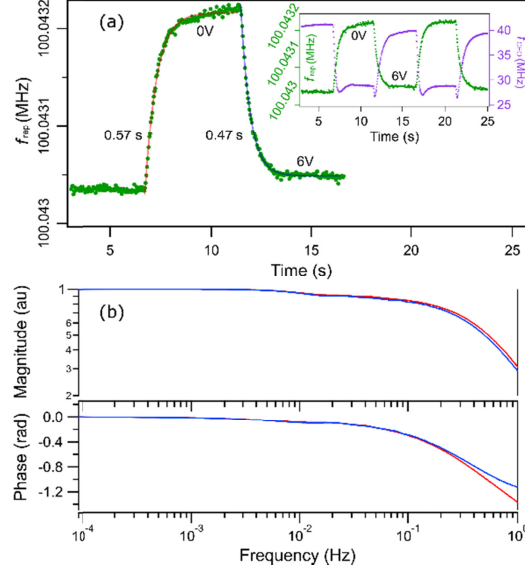 (a)
100.0432
100.0431
100.043
f_rep (MHz)
0V
0.57 s
0.47 s
6V
5
10
15
20
25
Time (s)
100.0432
100.0431
100.043
f_rep (MHz)
0V
6V
40
35
30
25
(MHz)
5
10
15
20
25
Time (s)
(b)
Magnitude (au)
1
6
5
4
3
2
Phase (rad)
0.0
-0.4
-0.8
-1.2
10^-4
10^-3
10^-2
10^-1
10^0
Frequency (Hz)